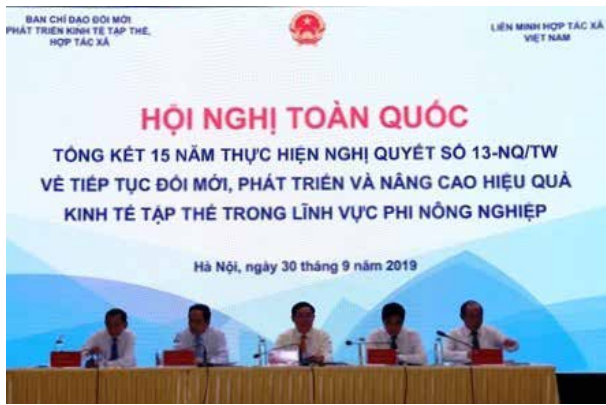 BAN CHỈ ĐẠO ĐỔI MỚI
PHÁT TRIỂN KINH TẾ TẬP THỂ,
HỢP TÁC XÃ
LIÊN MINH HỢP TÁC XÃ
VIỆT NAM
HỘI NGHỊ TOÀN QUỐC
TỔNG KẾT 15 NĂM THỰC HIỆN NGHỊ QUYẾT SỐ 13-NQ/TW
VỀ TIẾP TỤC ĐỔI MỚI, PHÁT TRIỂN VÀ NÂNG CAO HIỆU QUẢ
KINH TẾ TẬP THỂ TRONG LĨNH VỰC PHI NÔNG NGHIỆP
Hà Nội, ngày 30 tháng 9 năm 2019